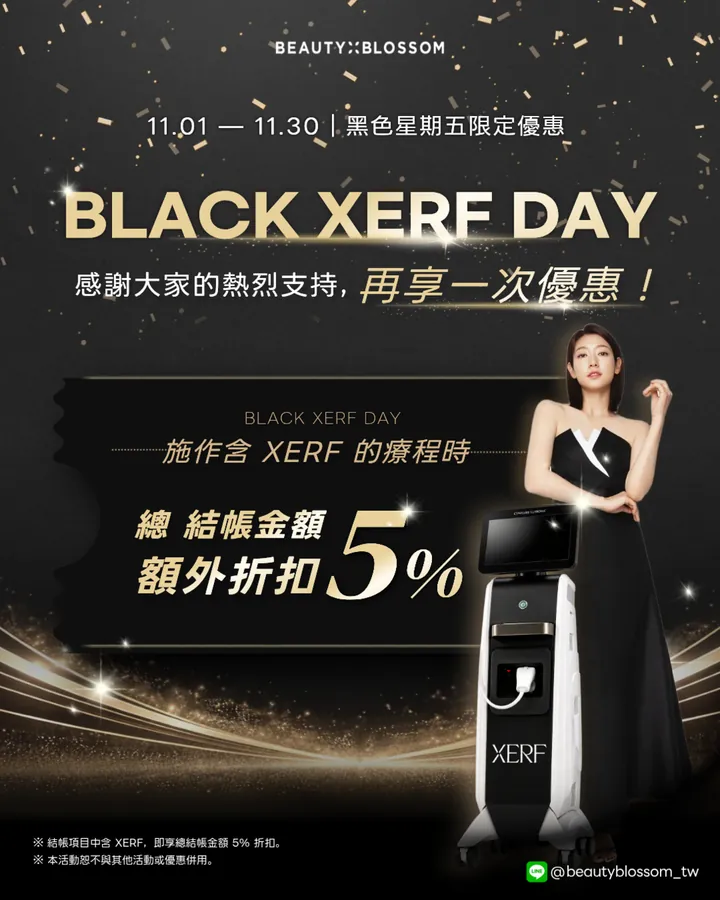 BEAUTY⁙BLOSSOM
11.01 — 11.30｜黑色星期五限定優惠
BLACK XERF DAY
感謝大家的熱烈支持, 再享一次優惠！
BLACK XERF DAY
施作含 XERF 的療程時
總 結帳金額
額外折扣 5%
XERF
※ 結帳項目中含 XERF，即享總結帳金額 5% 折扣。
※ 本活動恕不與其他活動或優惠併用。
LINE @beautyblossom_tw